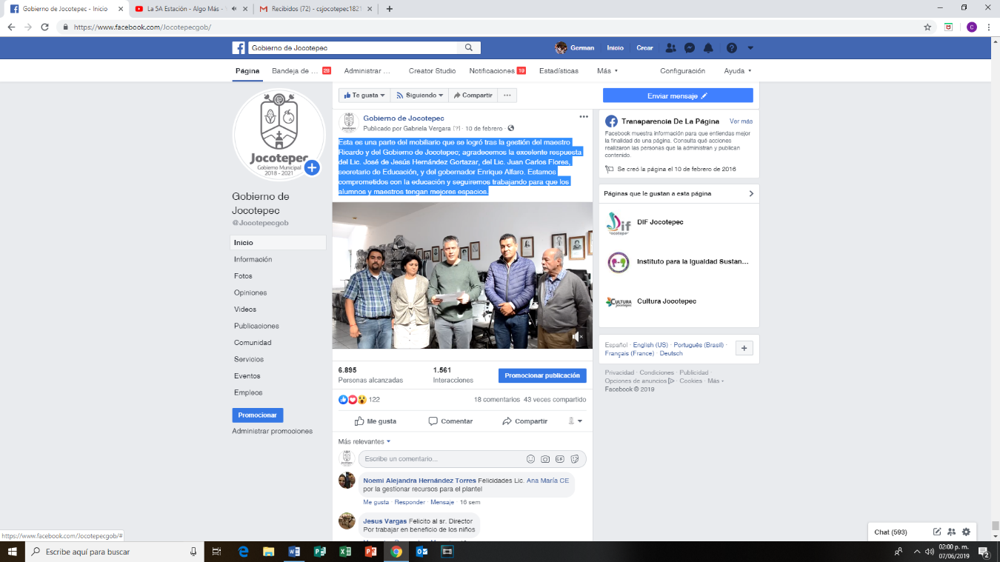 Gobierno de Jocotepec - Inicio
La 5A Estación - Algo Más -
Recibidos (72) - csjocotepec1821
https://www.facebook.com/Jocotepecgob/
C
Gobierno de Jocotepec
German
Inicio
Crear
Página
Bandeja de ... 28
Administrar ...
Creator Studio
Notificaciones 19
Estadísticas
Más
Configuración
Ayuda
Jocotepec
Gobierno Municipal
2018 - 2021
Gobierno de
Jocotepec
@Jocotepecgob
Inicio
Información
Fotos
Opiniones
Videos
Publicaciones
Comunidad
Servicios
Eventos
Empleos
Promocionar
Administrar promociones
Te gusta
Siguiendo
Compartir
Enviar mensaje
Gobierno de Jocotepec
Publicado por Gabriela Vergara [?] · 10 de febrero ·
Esta es una parte del mobiliario que se logró tras la gestión del maestro
Ricardo y del Gobierno de Jocotepec; agradecemos la excelente respuesta
del Lic. José de Jesús Hernández Gortazar, del Lic. Juan Carlos Flores,
secretario de Educación, y del gobernador Enrique Alfaro. Estamos
comprometidos con la educación y seguiremos trabajando para que los
alumnos y maestros tengan mejores espacios.
6.895
Personas alcanzadas
1.561
Interacciones
Promocionar publicación
122
18 comentarios 43 veces compartido
Me gusta
Comentar
Compartir
Más relevantes
Escribe un comentario...
GIF
Noemi Alejandra Hernández Torres Felicidades Lic. Ana María CE
por la gestionar recursos para el plantel
Me gusta · Responder · Mensaje · 16 sem
Jesus Vargas Felicito al sr. Director
Por trabajar en beneficio de los niños
Transparencia De La Página Ver más
Facebook muestra información para que entiendas mejor
la finalidad de una página. Consulta qué acciones
realizaron las personas que la administran y publican
contenido.
Se creó la página el 10 de febrero de 2016
Páginas que le gustan a esta página
DIF Jocotepec
Instituto para la Igualdad Sustan...
Cultura Jocotepec
Español · English (US) · Português (Brasil) ·
Français (France) · Deutsch
Privacidad · Condiciones · Publicidad ·
Opciones de anuncios · Cookies · Más
Facebook © 2019
Chat (593)
https://www.facebook.com/Jocotepecgob/#
Escribe aquí para buscar
02:00 p. m.
07/06/2019
2